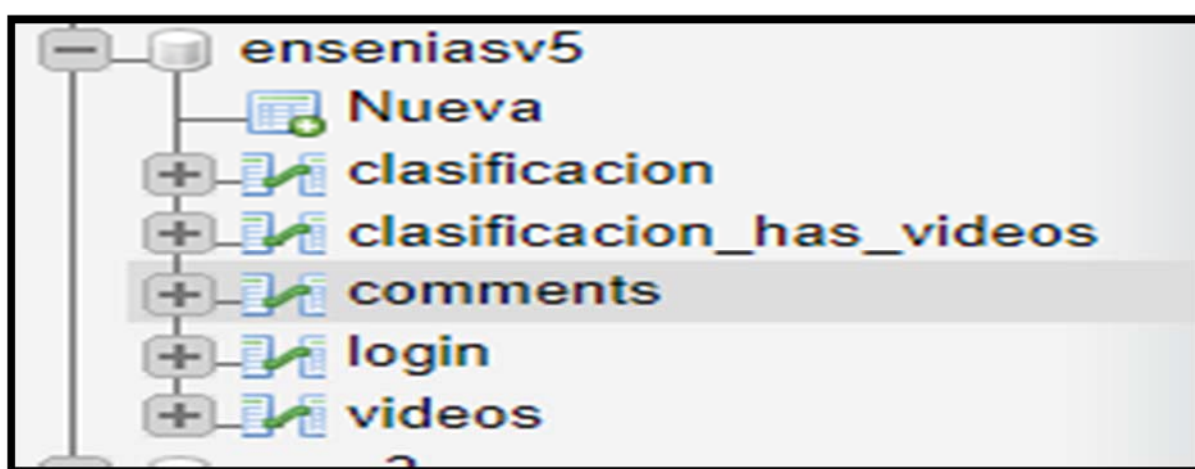 enseniasv5
Nueva
clasificacion
clasificacion_has_videos
comments
login
videos